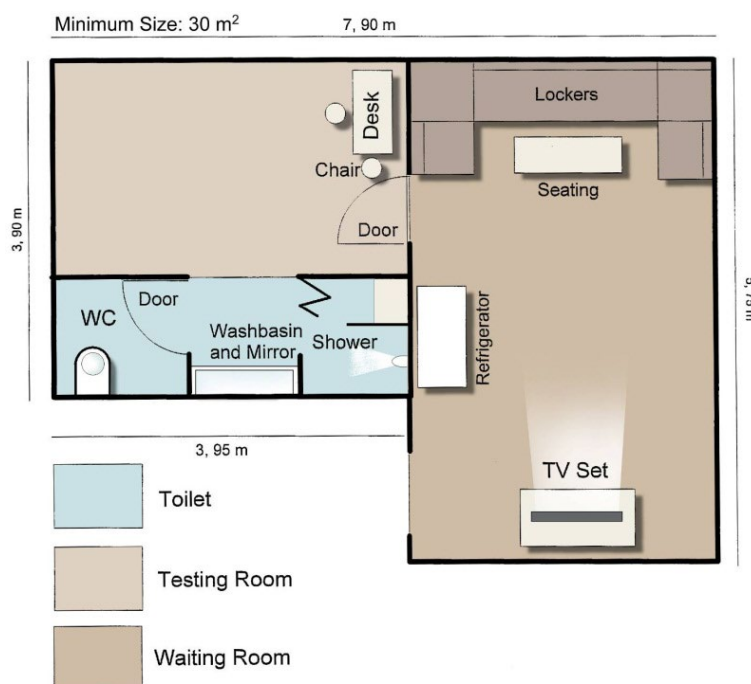 Minimum Size: 30 m²
7, 90 m
Lockers
Desk
Chair
Seating
Door
3, 90 m
Door
WC
Washbasin
and Mirror
Shower
Refrigerator
3, 95 m
TV Set
Toilet
Testing Room
Waiting Room